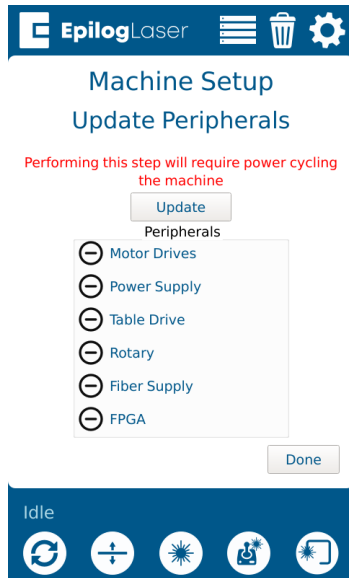 EpilogLaser
Machine Setup
Update Peripherals
Performing this step will require power cycling
the machine
Update
Peripherals
Motor Drives
Power Supply
Table Drive
Rotary
Fiber Supply
FPGA
Done
Idle